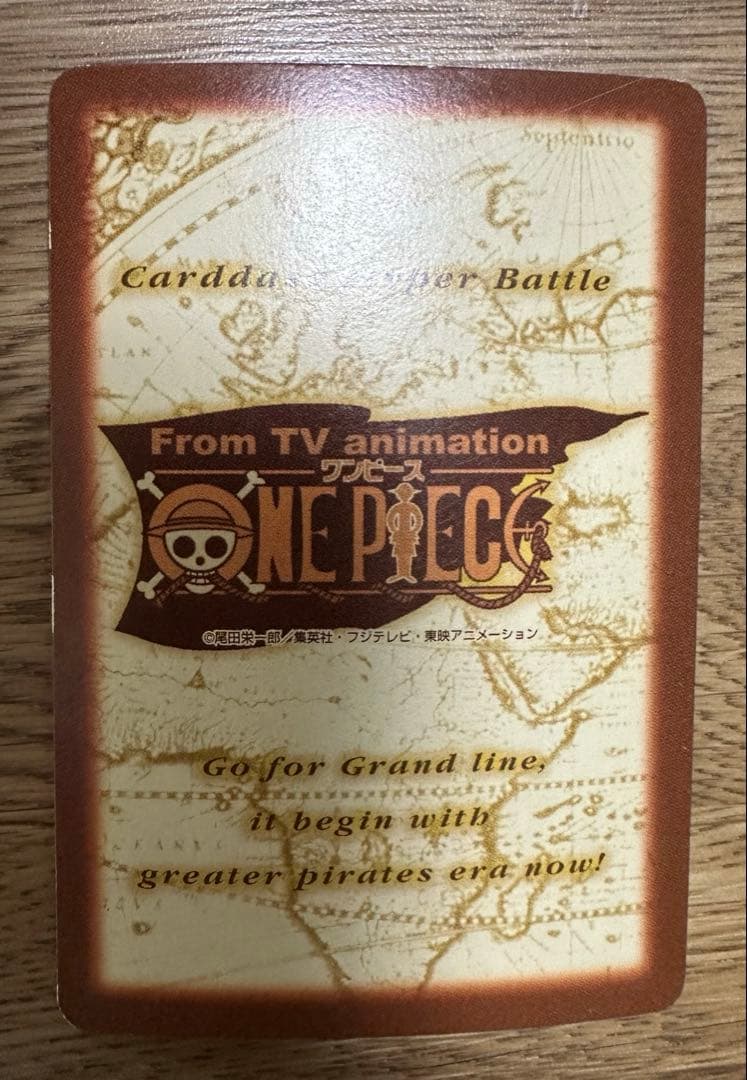 Septentrio
Carddass Hyper Battle
From TV animation
ワンピース
ONE PIECE
©尾田栄一郎／集英社・フジテレビ・東映アニメーション
Go for Grand line,
it begin with
greater pirates era now!